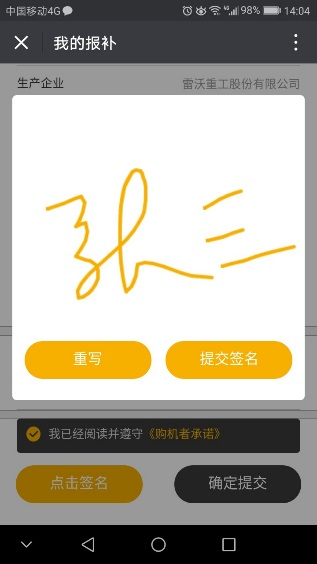 中国移动4G 98% 14:04
我的报补
生产企业 雷沃重工股份有限公司
张三
重写 提交签名
我已经阅读并遵守《购机者承诺》
点击签名 确定提交